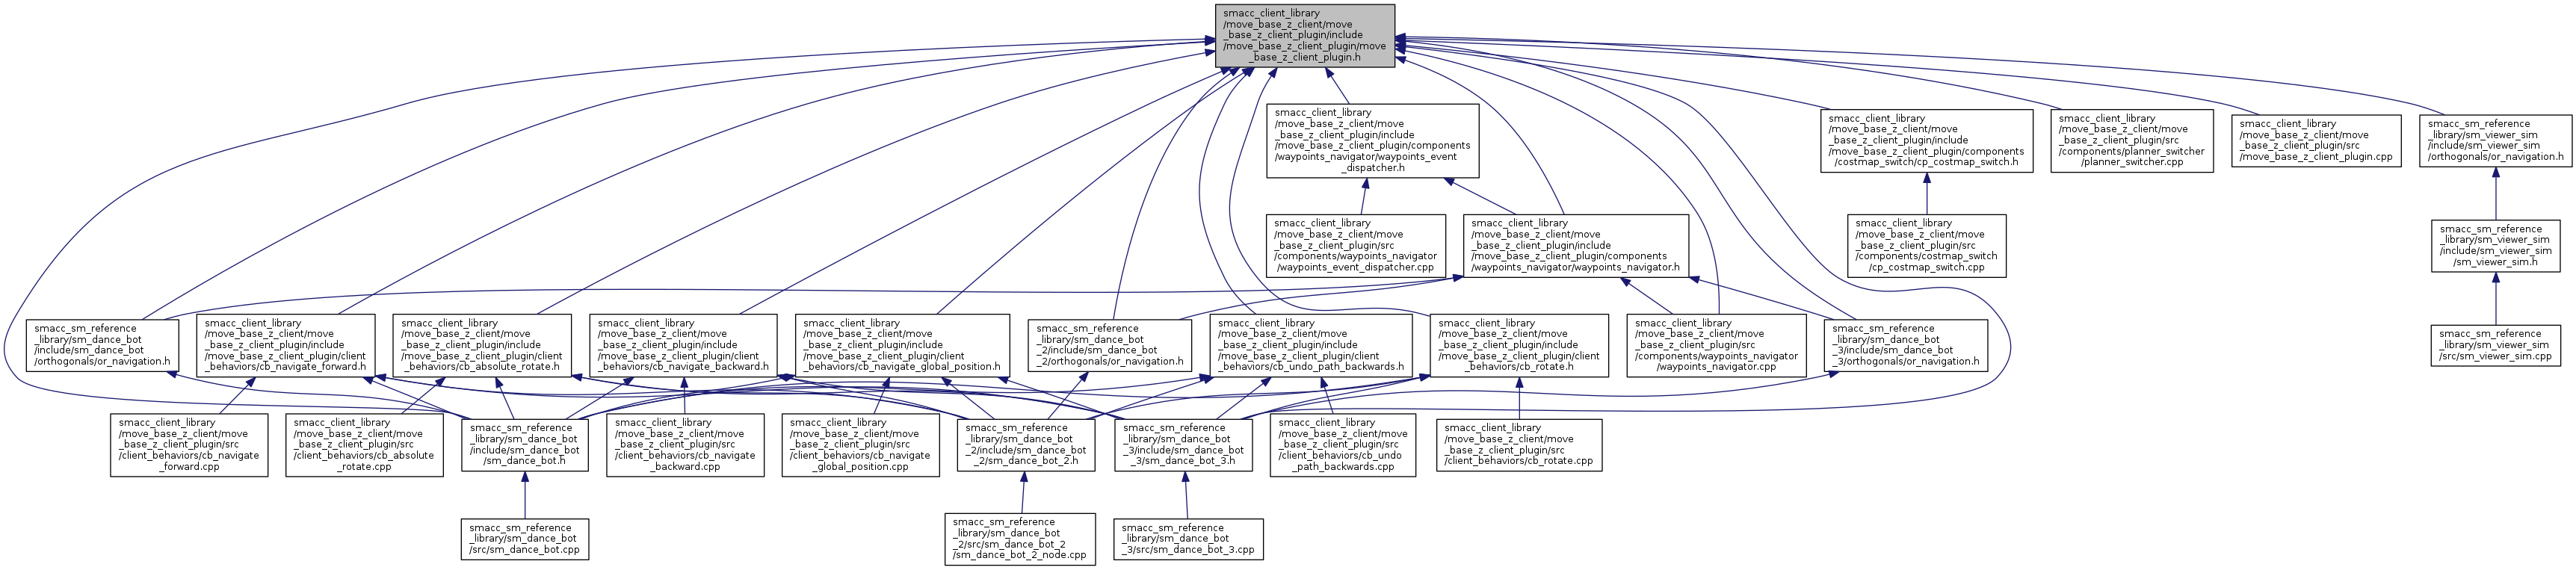 smacc_client_library
/move_base_z_client/move
_base_z_client_plugin/include
/move_base_z_client_plugin/move
_base_z_client_plugin.h
smacc_client_library
/move_base_z_client/move
_base_z_client_plugin/include
/move_base_z_client_plugin/components
/waypoints_navigator/waypoints_event
_dispatcher.h
smacc_client_library
/move_base_z_client/move
_base_z_client_plugin/include
/move_base_z_client_plugin/components
/costmap_switch/cp_costmap_switch.h
smacc_client_library
/move_base_z_client/move
_base_z_client_plugin/src
/components/planner_switcher
/planner_switcher.cpp
smacc_client_library
/move_base_z_client/move
_base_z_client_plugin/src
/move_base_z_client_plugin.cpp
smacc_sm_reference
_library/sm_viewer_sim
/include/sm_viewer_sim
/orthogonals/or_navigation.h
smacc_client_library
/move_base_z_client/move
_base_z_client_plugin/src
/components/waypoints_navigator
/waypoints_event_dispatcher.cpp
smacc_client_library
/move_base_z_client/move
_base_z_client_plugin/include
/move_base_z_client_plugin/components
/waypoints_navigator/waypoints_navigator.h
smacc_client_library
/move_base_z_client/move
_base_z_client_plugin/src
/components/costmap_switch
/cp_costmap_switch.cpp
smacc_sm_reference
_library/sm_viewer_sim
/include/sm_viewer_sim
/sm_viewer_sim.h
smacc_sm_reference
_library/sm_dance_bot
/include/sm_dance_bot
/orthogonals/or_navigation.h
smacc_client_library
/move_base_z_client/move
_base_z_client_plugin/include
/move_base_z_client_plugin/client
_behaviors/cb_navigate_forward.h
smacc_client_library
/move_base_z_client/move
_base_z_client_plugin/include
/move_base_z_client_plugin/client
_behaviors/cb_absolute_rotate.h
smacc_client_library
/move_base_z_client/move
_base_z_client_plugin/include
/move_base_z_client_plugin/client
_behaviors/cb_navigate_backward.h
smacc_client_library
/move_base_z_client/move
_base_z_client_plugin/include
/move_base_z_client_plugin/client
_behaviors/cb_navigate_global_position.h
smacc_sm_reference
_library/sm_dance_bot
_2/include/sm_dance_bot
_2/orthogonals/or_navigation.h
smacc_client_library
/move_base_z_client/move
_base_z_client_plugin/include
/move_base_z_client_plugin/client
_behaviors/cb_undo_path_backwards.h
smacc_client_library
/move_base_z_client/move
_base_z_client_plugin/include
/move_base_z_client_plugin/client
_behaviors/cb_rotate.h
smacc_client_library
/move_base_z_client/move
_base_z_client_plugin/src
/components/waypoints_navigator
/waypoints_navigator.cpp
smacc_sm_reference
_library/sm_dance_bot
_3/include/sm_dance_bot
_3/orthogonals/or_navigation.h
smacc_sm_reference
_library/sm_viewer_sim
/src/sm_viewer_sim.cpp
smacc_client_library
/move_base_z_client/move
_base_z_client_plugin/src
/client_behaviors/cb_navigate
_forward.cpp
smacc_client_library
/move_base_z_client/move
_base_z_client_plugin/src
/client_behaviors/cb_absolute
_rotate.cpp
smacc_sm_reference
_library/sm_dance_bot
/include/sm_dance_bot
/sm_dance_bot.h
smacc_client_library
/move_base_z_client/move
_base_z_client_plugin/src
/client_behaviors/cb_navigate
_backward.cpp
smacc_client_library
/move_base_z_client/move
_base_z_client_plugin/src
/client_behaviors/cb_navigate
_global_position.cpp
smacc_sm_reference
_library/sm_dance_bot
_2/include/sm_dance_bot
_2/sm_dance_bot_2.h
smacc_sm_reference
_library/sm_dance_bot
_3/include/sm_dance_bot
_3/sm_dance_bot_3.h
smacc_client_library
/move_base_z_client/move
_base_z_client_plugin/src
/client_behaviors/cb_undo
_path_backwards.cpp
smacc_client_library
/move_base_z_client/move
_base_z_client_plugin/src
/client_behaviors/cb_rotate.cpp
smacc_sm_reference
_library/sm_dance_bot
/src/sm_dance_bot.cpp
smacc_sm_reference
_library/sm_dance_bot
_2/src/sm_dance_bot_2
/sm_dance_bot_2_node.cpp
smacc_sm_reference
_library/sm_dance_bot
_3/src/sm_dance_bot_3.cpp